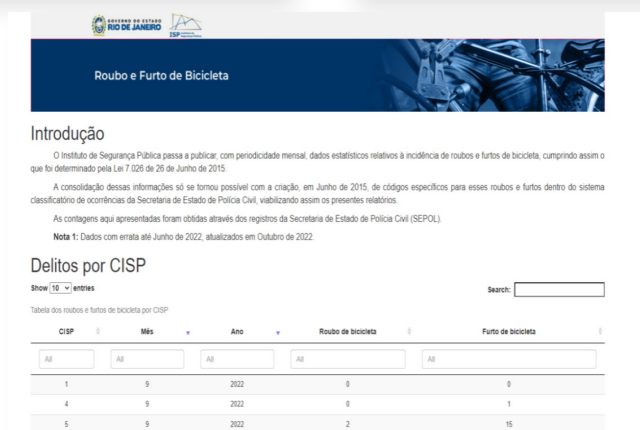 GOVERNO DO ESTADO
RIO DE JANEIRO
ISP
Roubo e Furto de Bicicleta
Introdução
O Instituto de Segurança Pública passa a publicar, com periodicidade mensal, dados estatísticos relativos à incidência de roubos e furtos de bicicleta, cumprindo assim o
que foi determinado pela Lei 7.026 de 26 de Junho de 2015.
A consolidação dessas informações só se tornou possível com a criação, em Junho de 2015, de códigos específicos para esses roubos e furtos dentro do sistema
classificatório de ocorrências da Secretaria de Estado de Polícia Civil, viabilizando assim os presentes relatórios.
As contagens aqui apresentadas foram obtidas através dos registros da Secretaria de Estado de Polícia Civil (SEPOL).
Nota 1: Dados com errata até Junho de 2022, atualizados em Outubro de 2022.
Delitos por CISP
Show 10 entries Search:
Tabela dos roubos e furtos de bicicleta por CISP
CISP Mês Ano Roubo de bicicleta Furto de bicicleta
All All All All All
1 9 2022 0 0
4 9 2022 0 1
5 9 2022 2 15